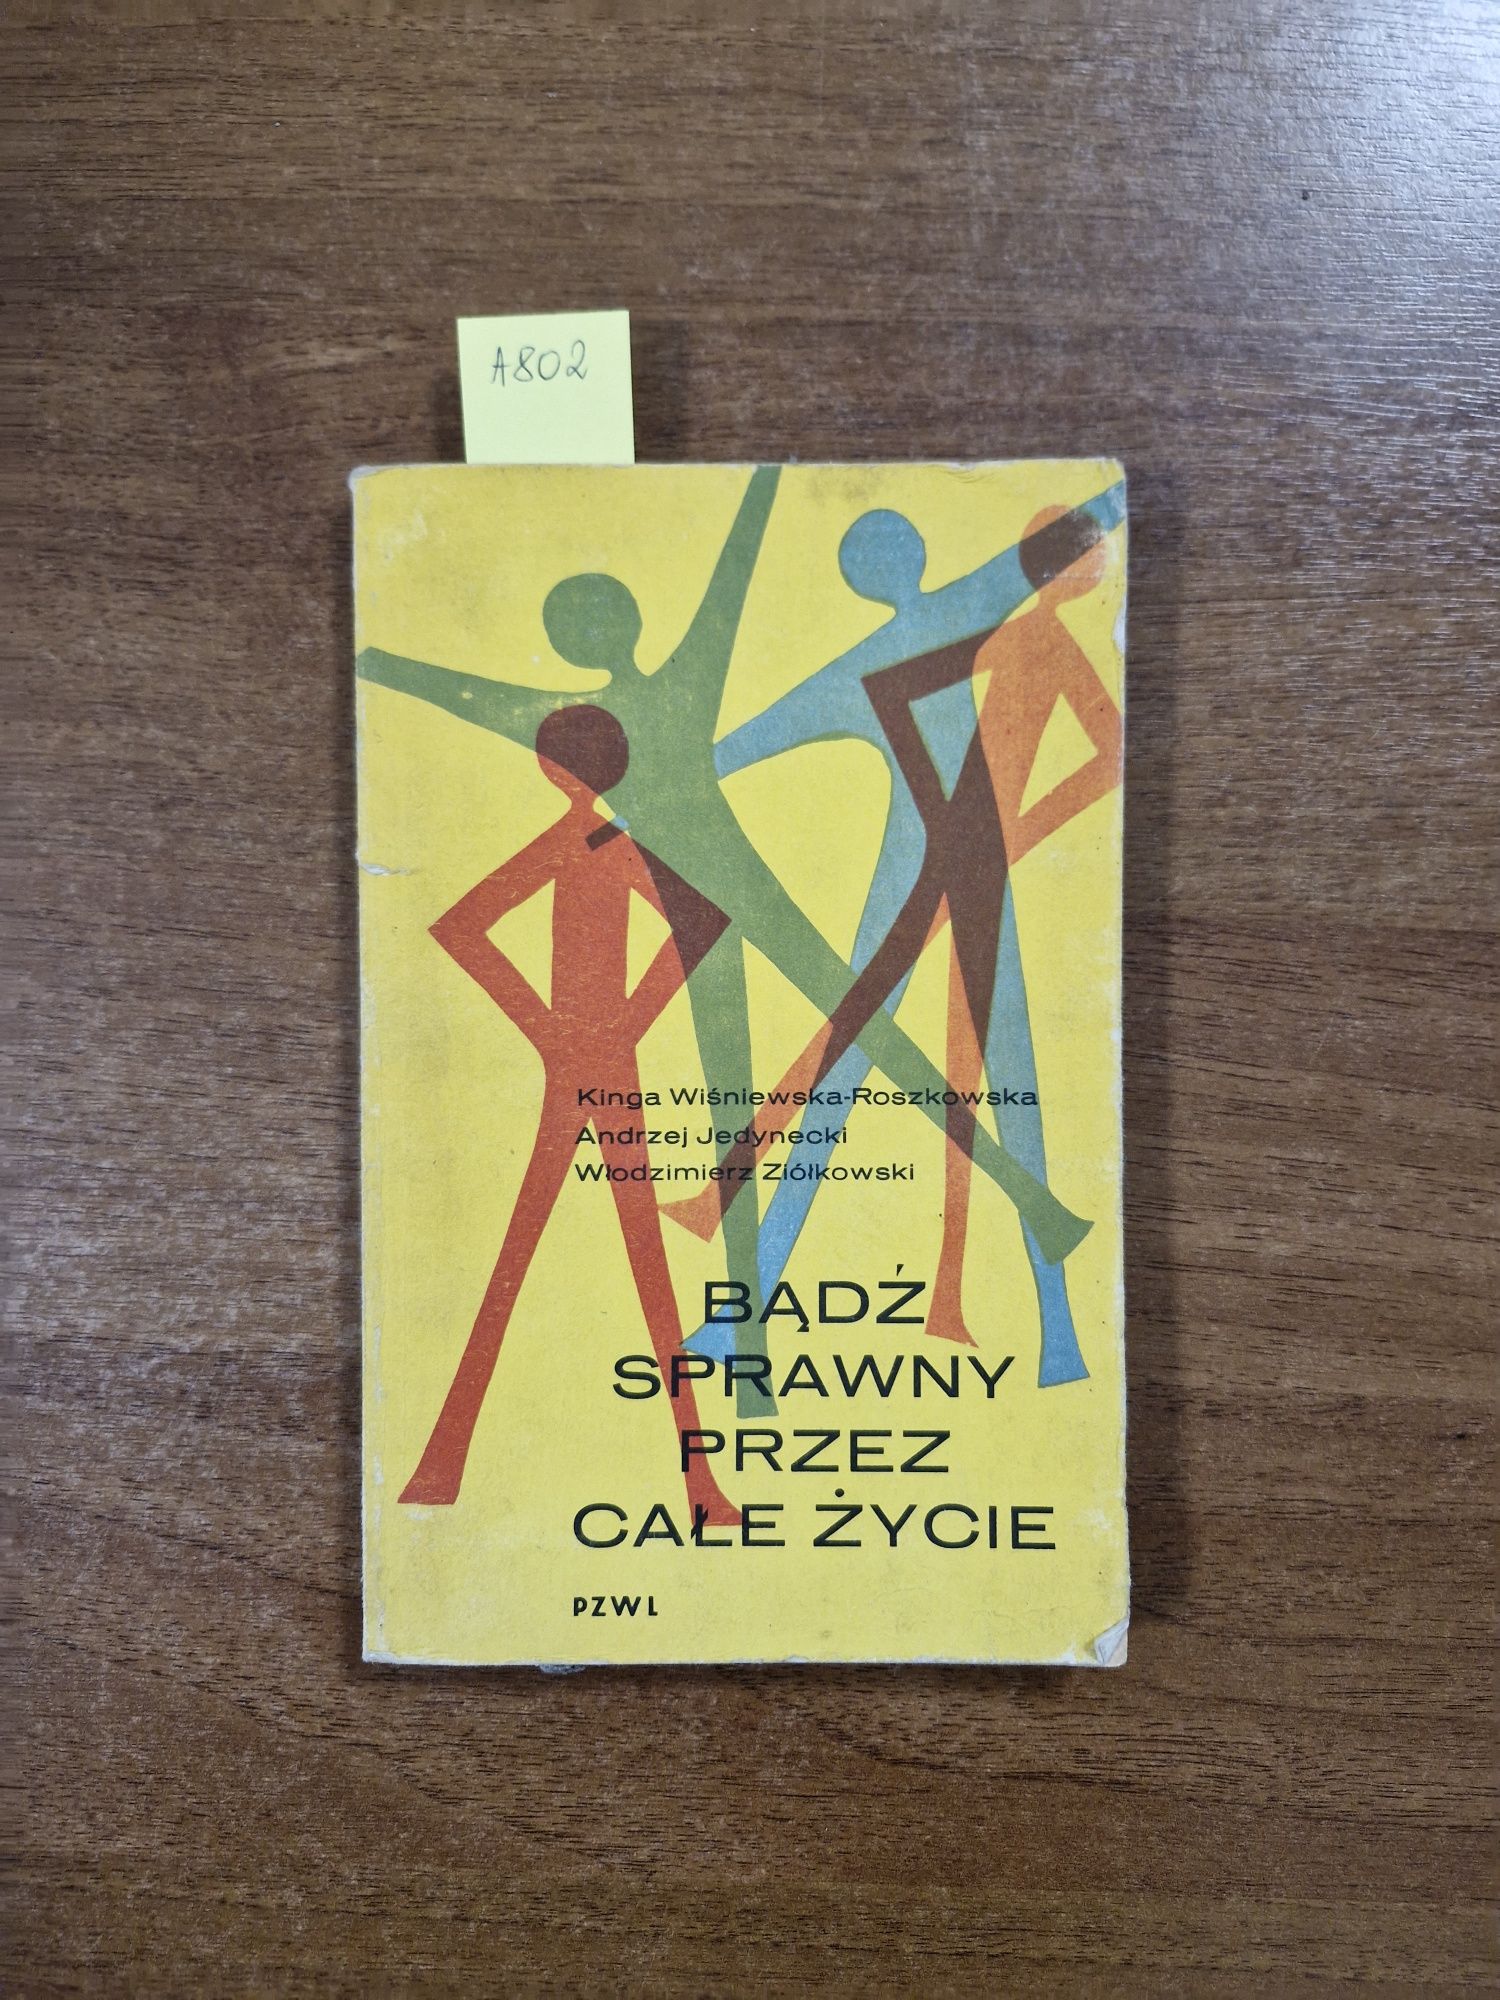 A802
Kinga Wiśniewska-Roszkowska
Andrzej Jedynecki
Włodzimierz Ziółkowski
BĄDŹ
SPRAWNY
PRZEZ
CAŁE ŻYCIE
PZWL